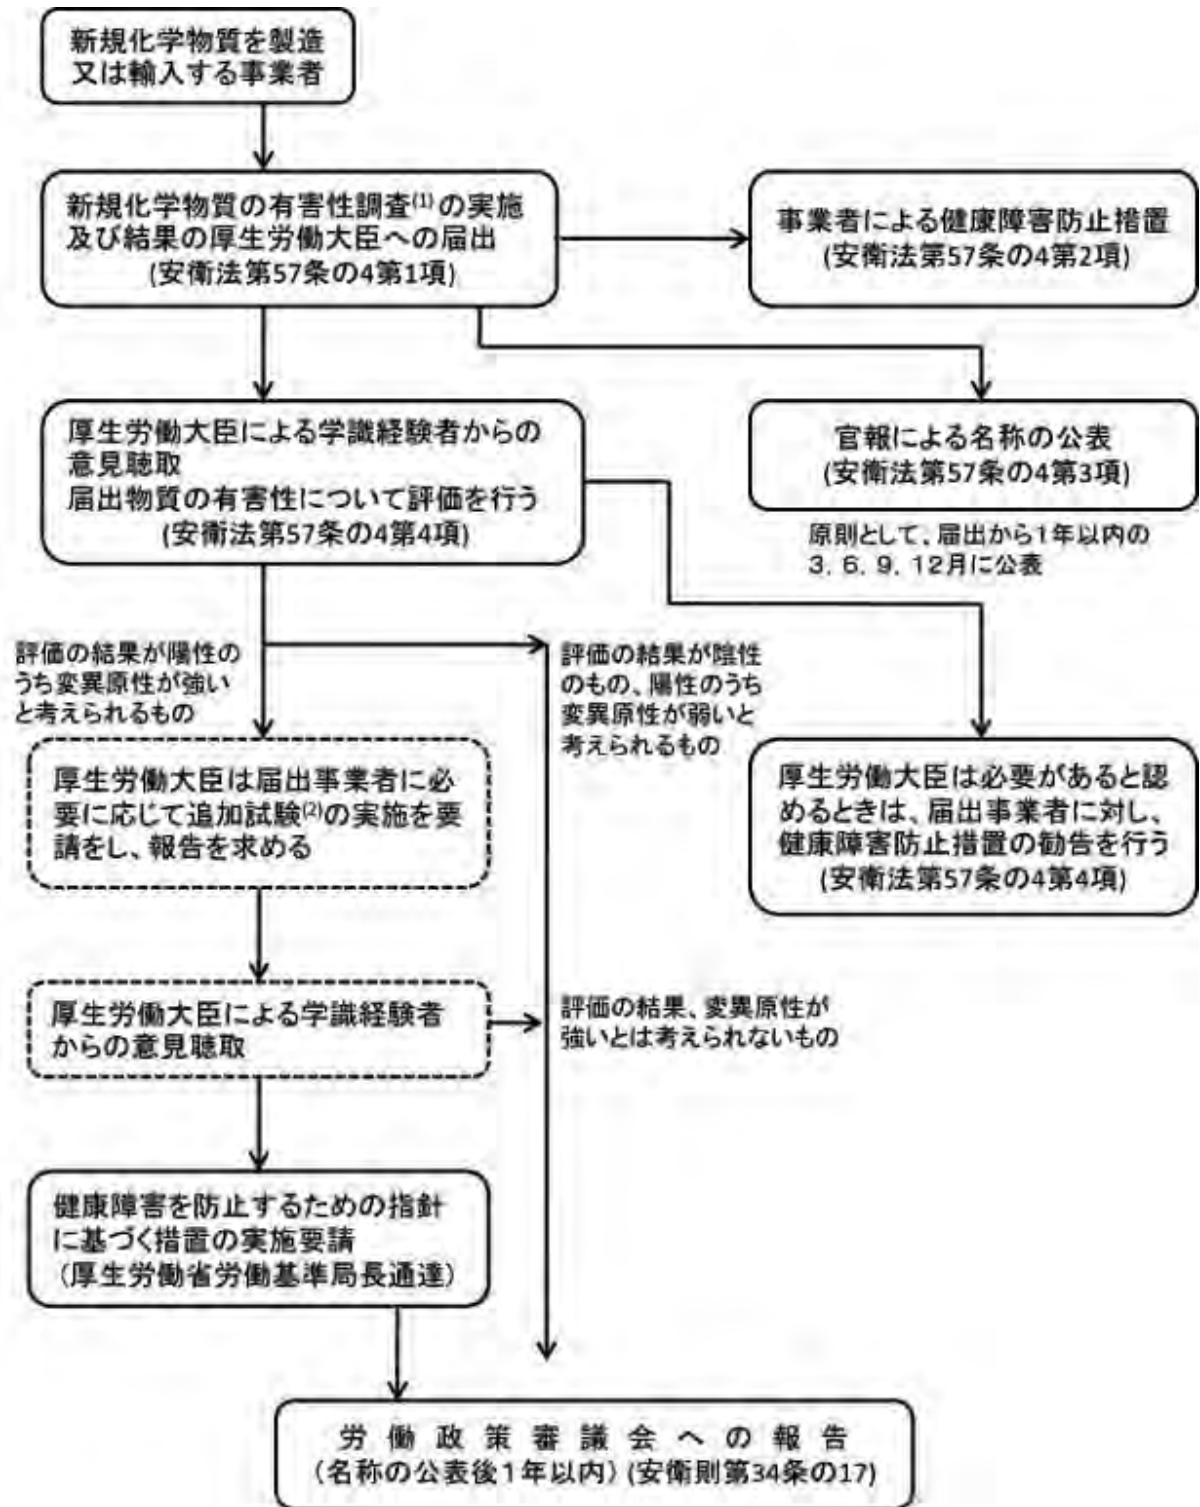 新規化学物質を製造
又は輸入する事業者
新規化学物質の有害性調査(1)の実施
及び結果の厚生労働大臣への届出
(安衛法第57条の4第1項)
事業者による健康障害防止措置
(安衛法第57条の4第2項)
厚生労働大臣による学識経験者からの
意見聴取
届出物質の有害性について評価を行う
(安衛法第57条の4第4項)
官報による名称の公表
(安衛法第57条の4第3項)
原則として、届出から1年以内の
3, 6, 9, 12月に公表
評価の結果が陽性の
うち変異原性が強い
と考えられるもの
評価の結果が陰性
のもの、陽性のうち
変異原性が弱いと
考えられるもの
厚生労働大臣は届出事業者に必
要に応じて追加試験(2)の実施を要
請をし、報告を求める
厚生労働大臣は必要があると認
めるときは、届出事業者に対し、
健康障害防止措置の勧告を行う
(安衛法第57条の4第4項)
厚生労働大臣による学識経験者
からの意見聴取
評価の結果、変異原性が
強いとは考えられないもの
健康障害を防止するための指針
に基づく措置の実施要請
(厚生労働省労働基準局長通達)
労働政策審議会への報告
(名称の公表後1年以内) (安衛則第34条の17)